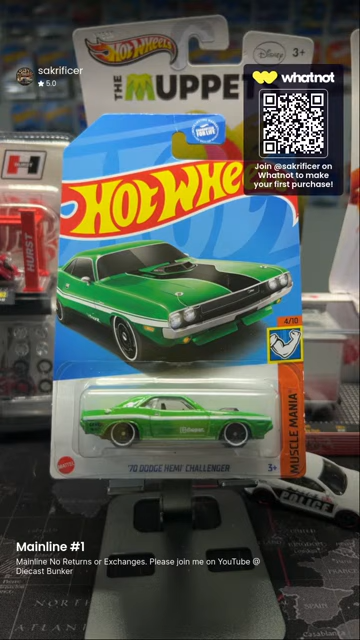 sakrificer
★ 5.0
whatnot
Join @sakrificer on
Whatnot to make
your first purchase!
Hot Wheels
Disney
3+
THE MUPPET
HOT WHEELS
HURST
4/10
MUSCLE MANIA
'70 DODGE HEMI CHALLENGER
3+
POLICE
Mainline #1
Mainline No Returns or Exchanges. Please join me on YouTube @
Diecast Bunker